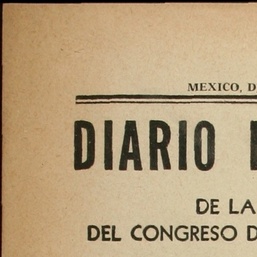 MEXICO, D
DIARIO
DE LA
DEL CONGRESO D